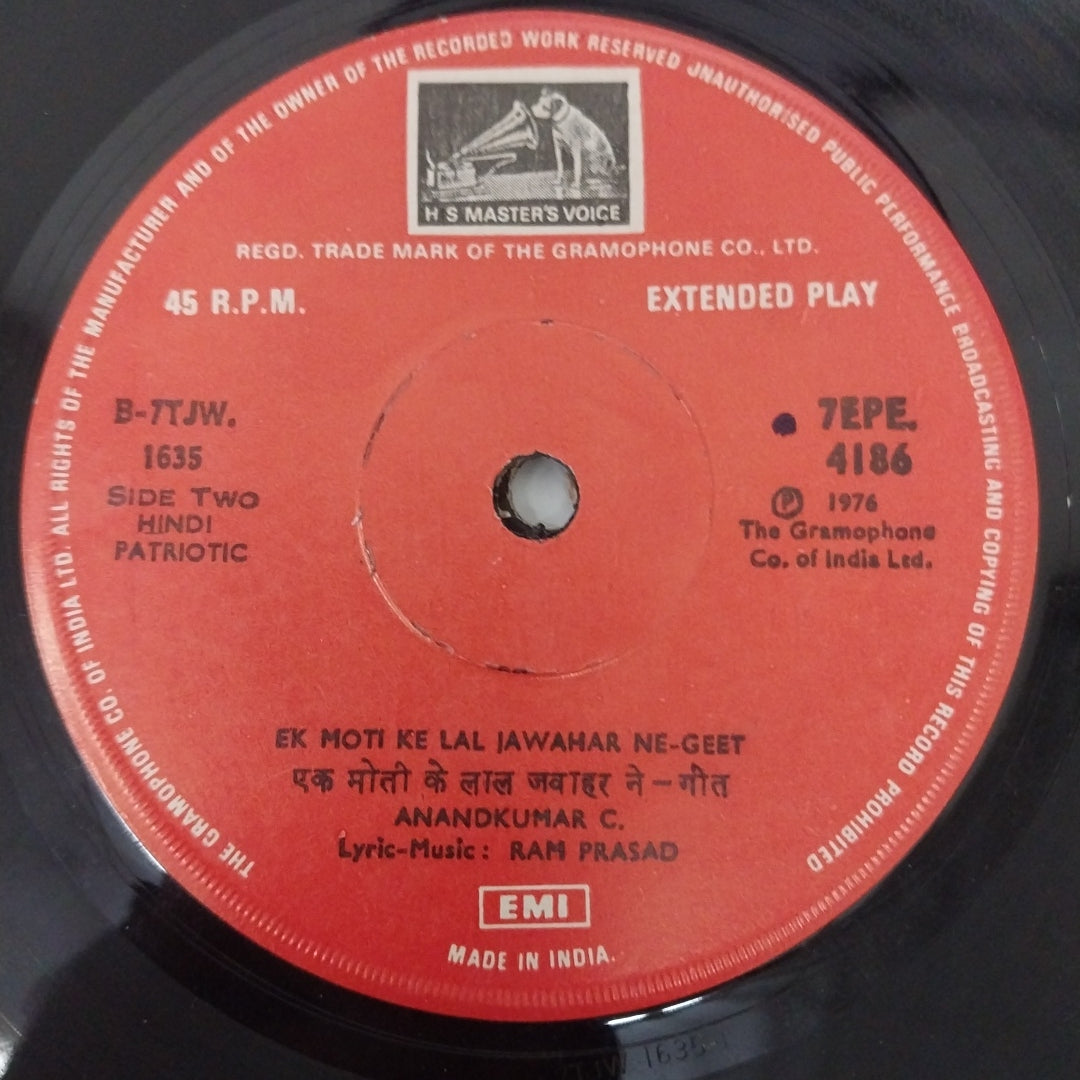 THE GRAMOPHONE CO. OF INDIA LTD. ALL RIGHTS OF THE MANUFACTURER AND OF THE OWNER OF THE RECORDED WORK RESERVED UNAUTHORISED PUBLIC PERFORMANCE BROADCASTING AND COPYING OF THIS RECORD PROHIBITED
H S MASTER'S VOICE
REGD. TRADE MARK OF THE GRAMOPHONE CO., LTD.
45 R.P.M.
EXTENDED PLAY
B-7TJW.
1635
SIDE TWO
HINDI
PATRIOTIC
7EPE.
4186
Ⓟ 1976
The Gramophone
Co. of India Ltd.
EK MOTI KE LAL JAWAHAR NE-GEET
एक मोती के लाल जवाहर ने-गीत
ANANDKUMAR C.
Lyric-Music: RAM PRASAD
EMI
MADE IN INDIA.
7TJW 1635-